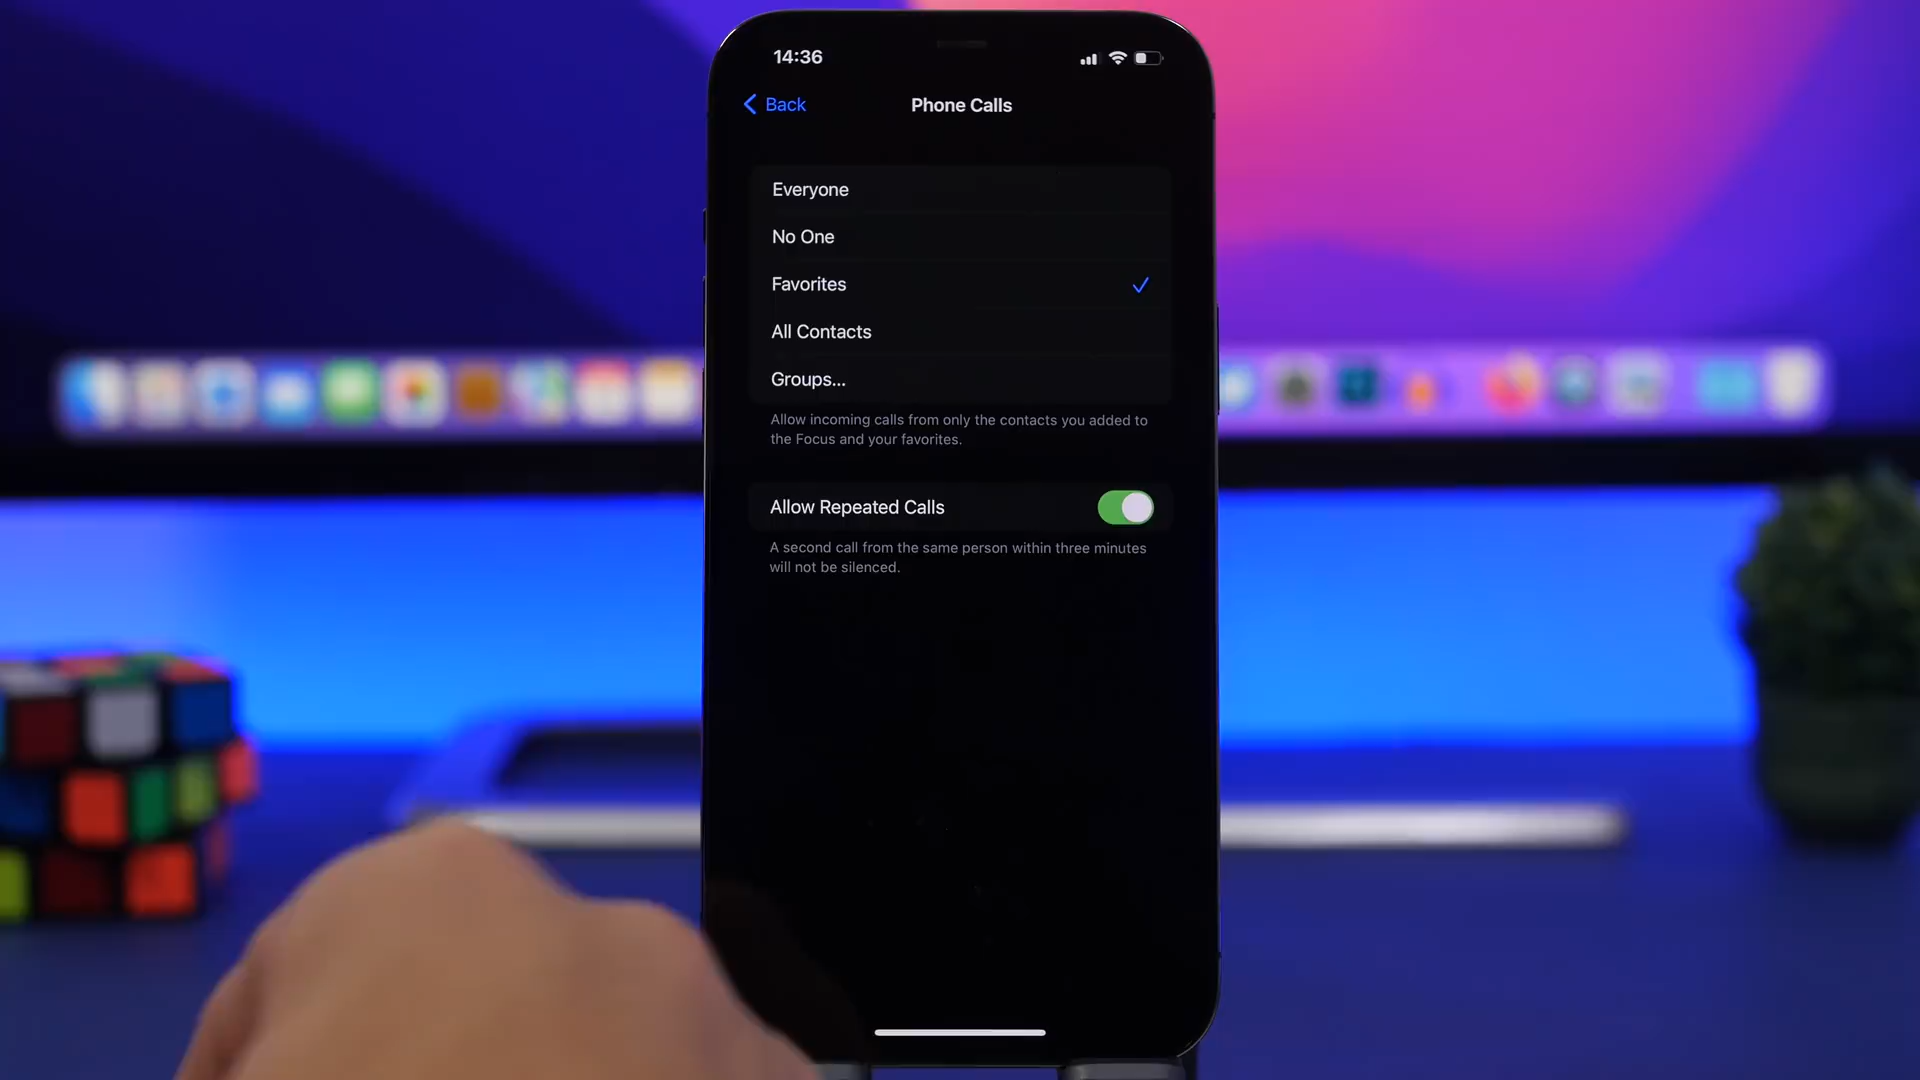 14:36
Back
Phone Calls
Everyone
No One
Favorites
All Contacts
Groups...
Allow incoming calls from only the contacts you added to
the Focus and your favorites.
Allow Repeated Calls
A second call from the same person within three minutes
will not be silenced.